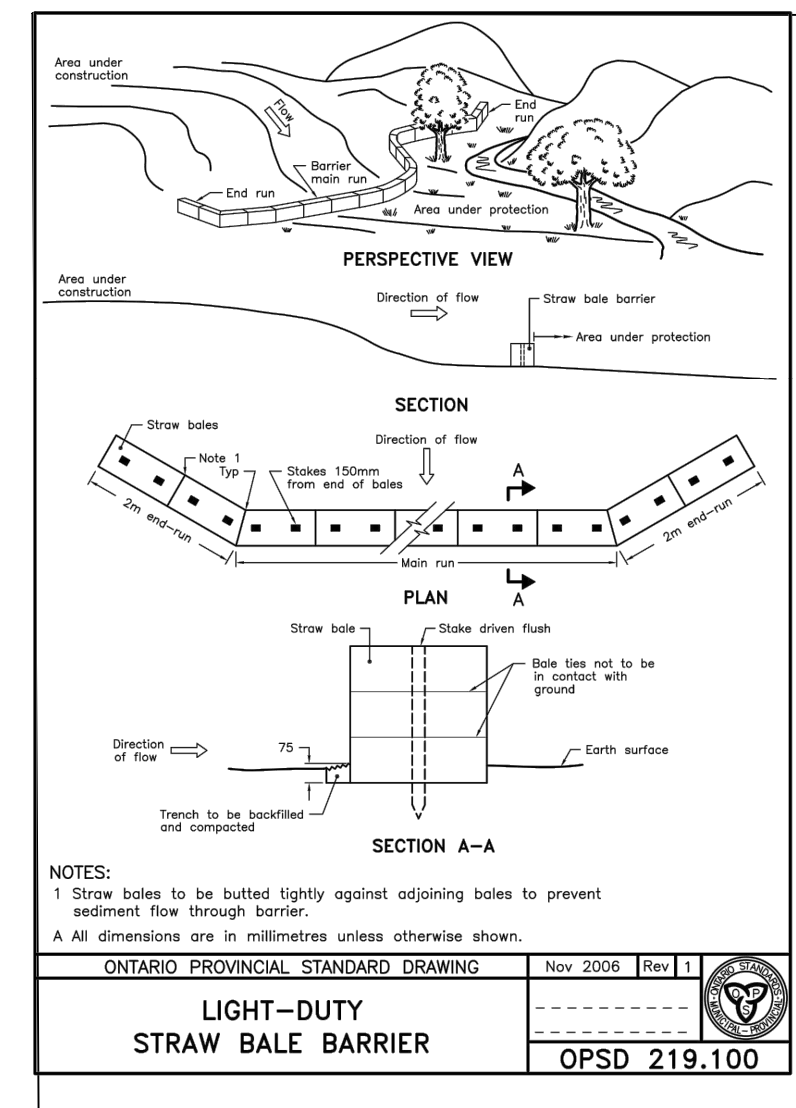 Area under
construction
Flow
End
run
Barrier
main run
End run
Area under protection
PERSPECTIVE VIEW
Area under
construction
Direction of flow
Straw bale barrier
Area under protection
SECTION
Straw bales
Direction of flow
Note 1
Typ
Stakes 150mm
from end of bales
A
2m end-run
2m end-run
Main run
PLAN
A
Straw bale
Stake driven flush
Bale ties not to be
in contact with
ground
Direction
of flow
75
Earth surface
Trench to be backfilled
and compacted
SECTION A-A
NOTES:
1 Straw bales to be butted tightly against adjoining bales to prevent
sediment flow through barrier.
A All dimensions are in millimetres unless otherwise shown.
ONTARIO PROVINCIAL STANDARD DRAWING
Nov 2006 Rev 1
LIGHT-DUTY
STRAW BALE BARRIER
OPSD 219.100
ONTARIO STANDARDS
MUNICIPAL-PROVINCIAL
O P S